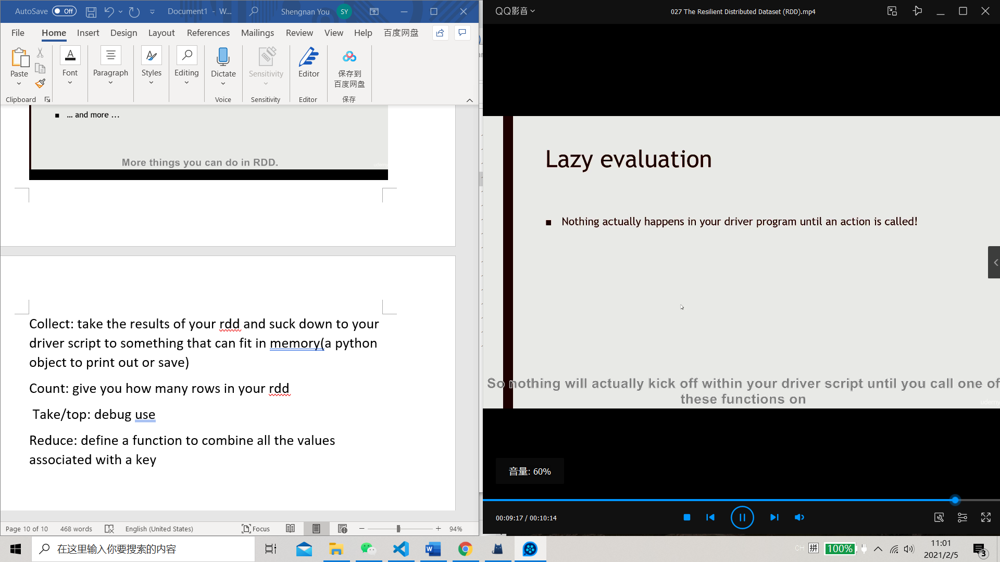 AutoSave Off Document1 - W... Shengnan You SY
File Home Insert Design Layout References Mailings Review View Help 百度网盘
Paste Font Paragraph Styles Editing Dictate Sensitivity Editor 保存到
百度网盘
Clipboard Voice Sensitivity Editor 保存
... and more ...
More things you can do in RDD.
udemy
Collect: take the results of your rdd and suck down to your
driver script to something that can fit in memory(a python
object to print out or save)
Count: give you how many rows in your rdd
Take/top: debug use
Reduce: define a function to combine all the values
associated with a key
Page 10 of 10 468 words English (United States) Focus 94%
QQ影音 027 The Resilient Distributed Dataset (RDD).mp4
Lazy evaluation
Nothing actually happens in your driver program until an action is called!
So nothing will actually kick off within your driver script until you call one of
these functions on
udemy
音量: 60%
00:09:17 / 00:10:14
在这里输入你要搜索的内容
CH 拼 100% 11:01
2021/2/5 3